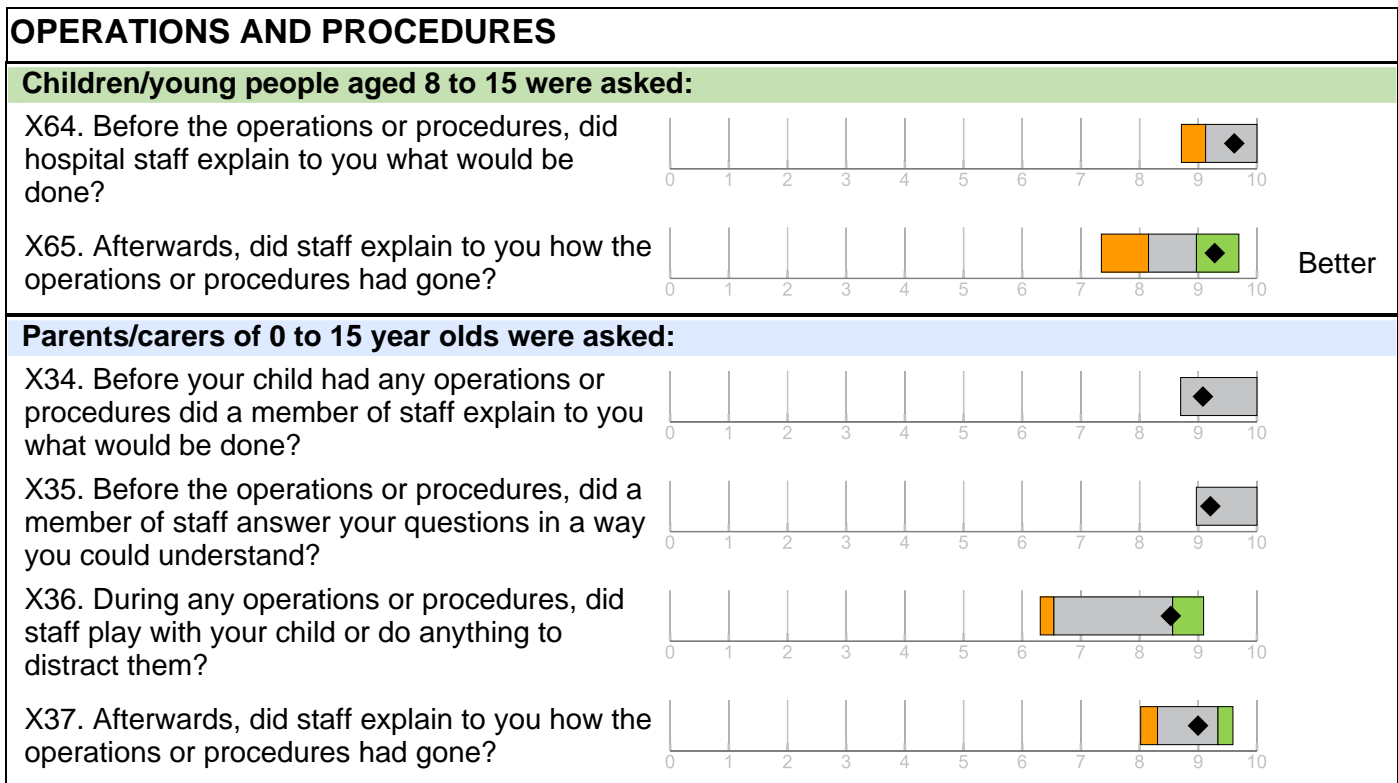 OPERATIONS AND PROCEDURES
Children/young people aged 8 to 15 were asked:
X64. Before the operations or procedures, did
hospital staff explain to you what would be
done?
0 1 2 3 4 5 6 7 8 9 10
X65. Afterwards, did staff explain to you how the
operations or procedures had gone?
0 1 2 3 4 5 6 7 8 9 10
Better
Parents/carers of 0 to 15 year olds were asked:
X34. Before your child had any operations or
procedures did a member of staff explain to you
what would be done?
0 1 2 3 4 5 6 7 8 9 10
X35. Before the operations or procedures, did a
member of staff answer your questions in a way
you could understand?
0 1 2 3 4 5 6 7 8 9 10
X36. During any operations or procedures, did
staff play with your child or do anything to
distract them?
0 1 2 3 4 5 6 7 8 9 10
X37. Afterwards, did staff explain to you how the
operations or procedures had gone?
0 1 2 3 4 5 6 7 8 9 10